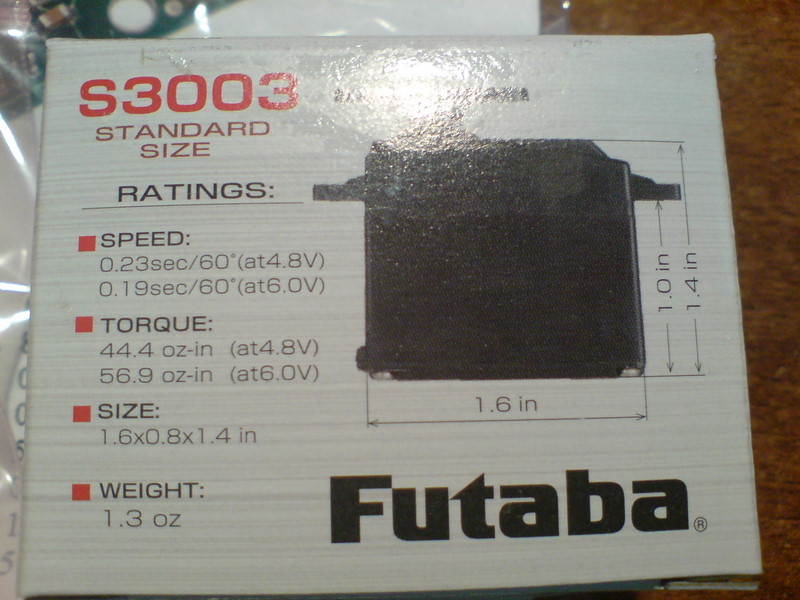 S3003
STANDARD
SIZE
RATINGS:
SPEED:
0.23sec/60°(at4.8V)
0.19sec/60°(at6.0V)
TORQUE:
44.4 oz-in (at4.8V)
56.9 oz-in (at6.0V)
SIZE:
1.6x0.8x1.4 in
WEIGHT:
1.3 oz
1.0 in
1.4 in
1.6 in
Futaba®